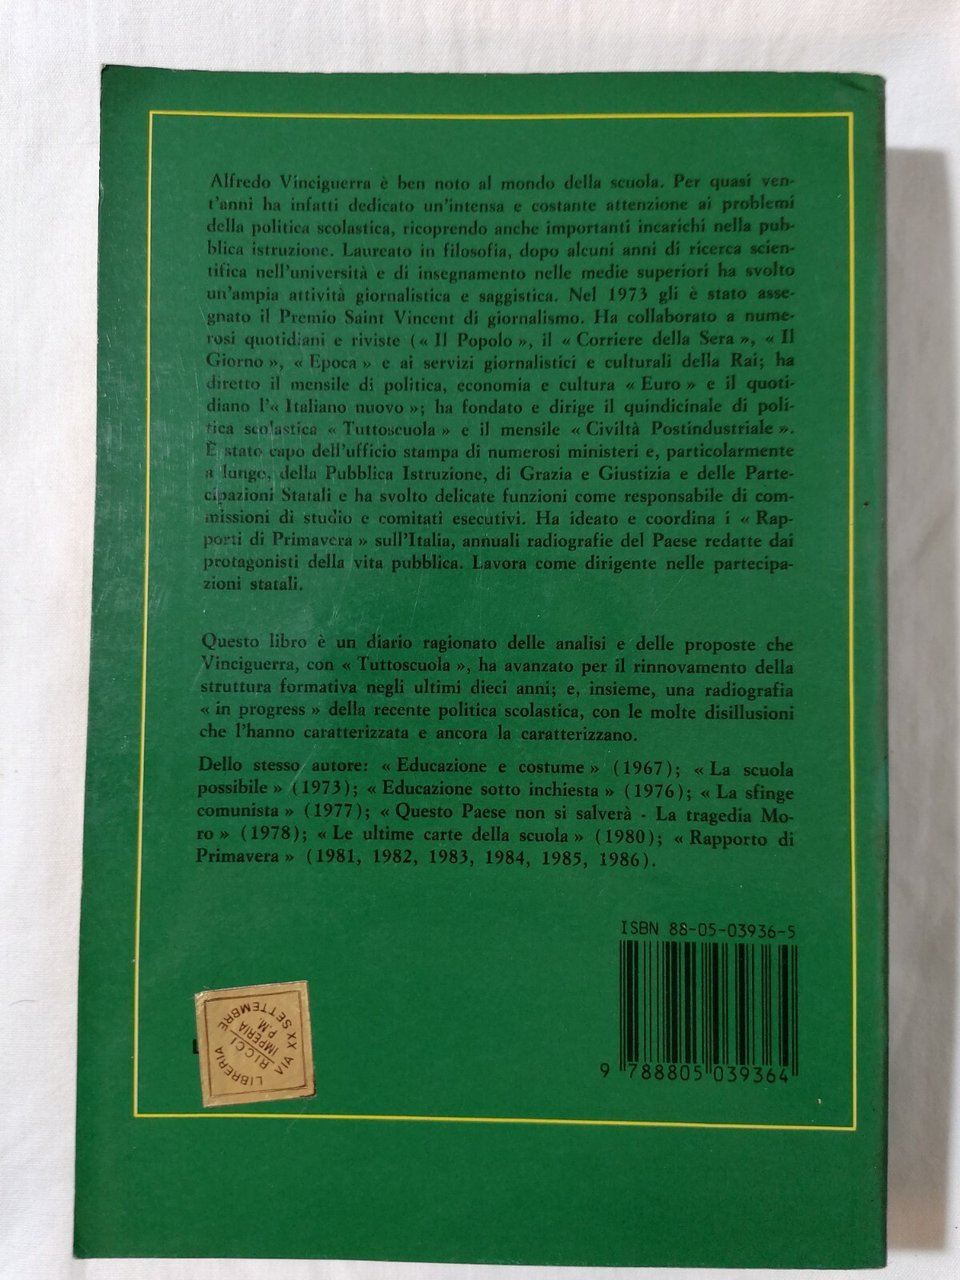 Alfredo Vinciguerra è ben noto al mondo della scuola. Per quasi ven-
t'anni ha infatti dedicato un'intensa e costante attenzione ai problemi
della politica scolastica, ricoprendo anche importanti incarichi nella pub-
blica istruzione. Laureato in filosofia, dopo alcuni anni di ricerca scien-
tifica nell'università e di insegnamento nelle medie superiori ha svolto
un'ampia attività giornalistica e saggistica. Nel 1973 gli è stato asse-
gnato il Premio Saint Vincent di giornalismo. Ha collaborato a nume-
rosi quotidiani e riviste (« Il Popolo », il « Corriere della Sera », « Il
Giorno », « Epoca » e ai servizi giornalistici e culturali della Rai; ha
diretto il mensile di politica, economia e cultura « Euro » e il quoti-
diano l'« Italiano nuovo »; ha fondato e dirige il quindicinale di poli-
tica scolastica « Tuttoscuola » e il mensile « Civiltà Postindustriale ».
È stato capo dell'ufficio stampa di numerosi ministeri e, particolarmente
a lungo, della Pubblica Istruzione, di Grazia e Giustizia e delle Parte-
cipazioni Statali e ha svolto delicate funzioni come responsabile di com-
missioni di studio e comitati esecutivi. Ha ideato e coordina i « Rap-
porti di Primavera » sull'Italia, annuali radiografie del Paese redatte dai
protagonisti della vita pubblica. Lavora come dirigente nelle partecipa-
zioni statali.
Questo libro è un diario ragionato delle analisi e delle proposte che
Vinciguerra, con « Tuttoscuola », ha avanzato per il rinnovamento della
struttura formativa negli ultimi dieci anni; e, insieme, una radiografia
« in progress » della recente politica scolastica, con le molte disillusioni
che l'hanno caratterizzata e ancora la caratterizzano.
Dello stesso autore: « Educazione e costume » (1967); « La scuola
possibile » (1973); « Educazione sotto inchiesta » (1976); « La sfinge
comunista » (1977); « Questo Paese non si salverà - La tragedia Mo-
ro » (1978); « Le ultime carte della scuola » (1980); « Rapporto di
Primavera » (1981, 1982, 1983, 1984, 1985, 1986).
ISBN 88-05-03936-5
9 788805 039364
LIBRERIA
RICCI
IMPERIA
P.M.
VIA XX SETTEMBRE